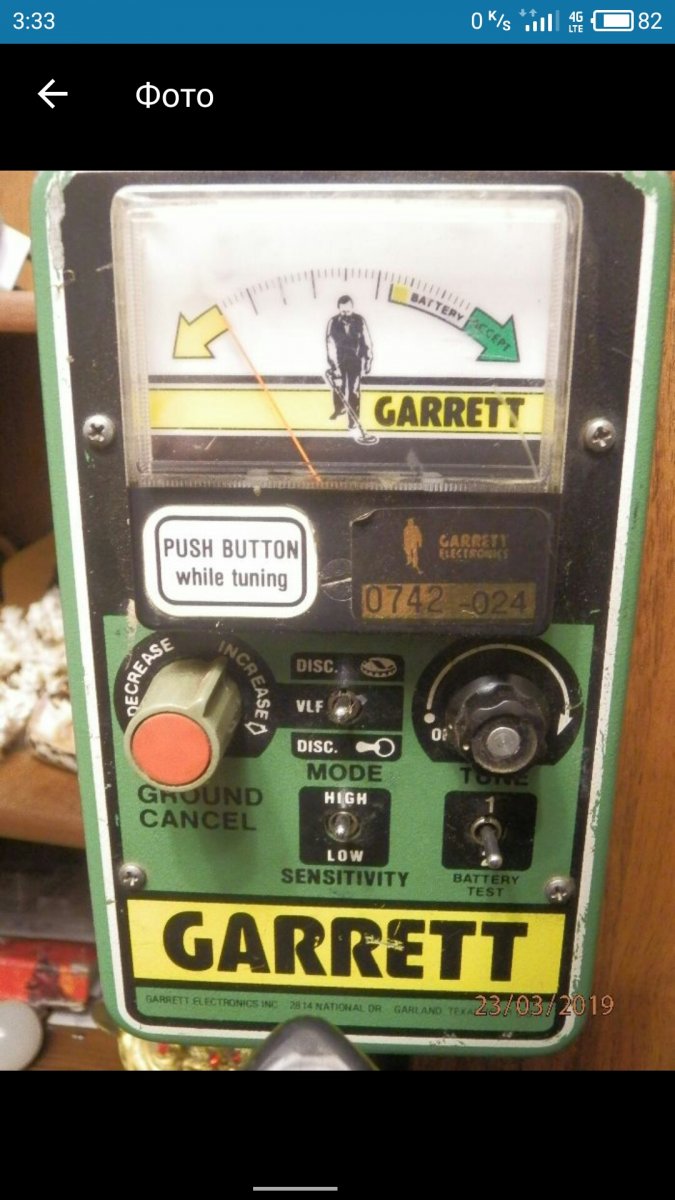 3:33
0 K/s 4G LTE 82
Фото
BATTERY
ACCEPT
GARRETT
PUSH BUTTON
while tuning
GARRETT
ELECTRONICS
0742 -024
DECREASE
INCREASE
DISC.
VLF
DISC.
MODE
TUNE
GROUND
CANCEL
HIGH
LOW
SENSITIVITY
1
2
BATTERY
TEST
GARRETT
GARRETT ELECTRONICS INC 2814 NATIONAL DR GARLAND,
23/03/2019